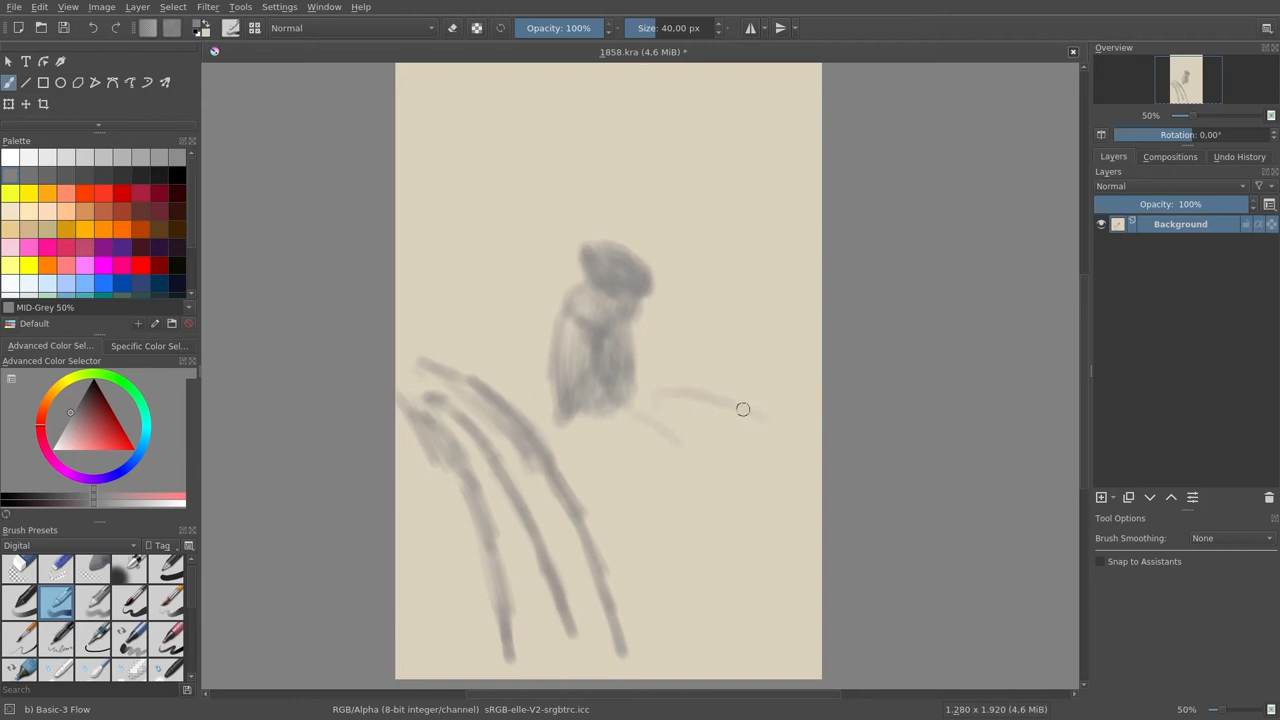 File Edit View Image Layer Select Filter Tools Settings Window Help
Normal Opacity: 100% Size: 40,00 px
1858.kra (4,6 MiB) *
Palette
MID-Grey 50%
Default
Advanced Color Sel... Specific Color Sel...
Advanced Color Selector
Brush Presets
Digital Tag
Search
b) Basic-3 Flow RGB/Alpha (8-bit integer/channel) sRGB-elle-V2-srgbtrc.icc 1.280 x 1.920 (4,6 MiB) 50%
Overview
50%
Rotation: 0,00°
Layers Compositions Undo History
Layers
Normal
Opacity: 100%
Background
Tool Options
Brush Smoothing: None
Snap to Assistants